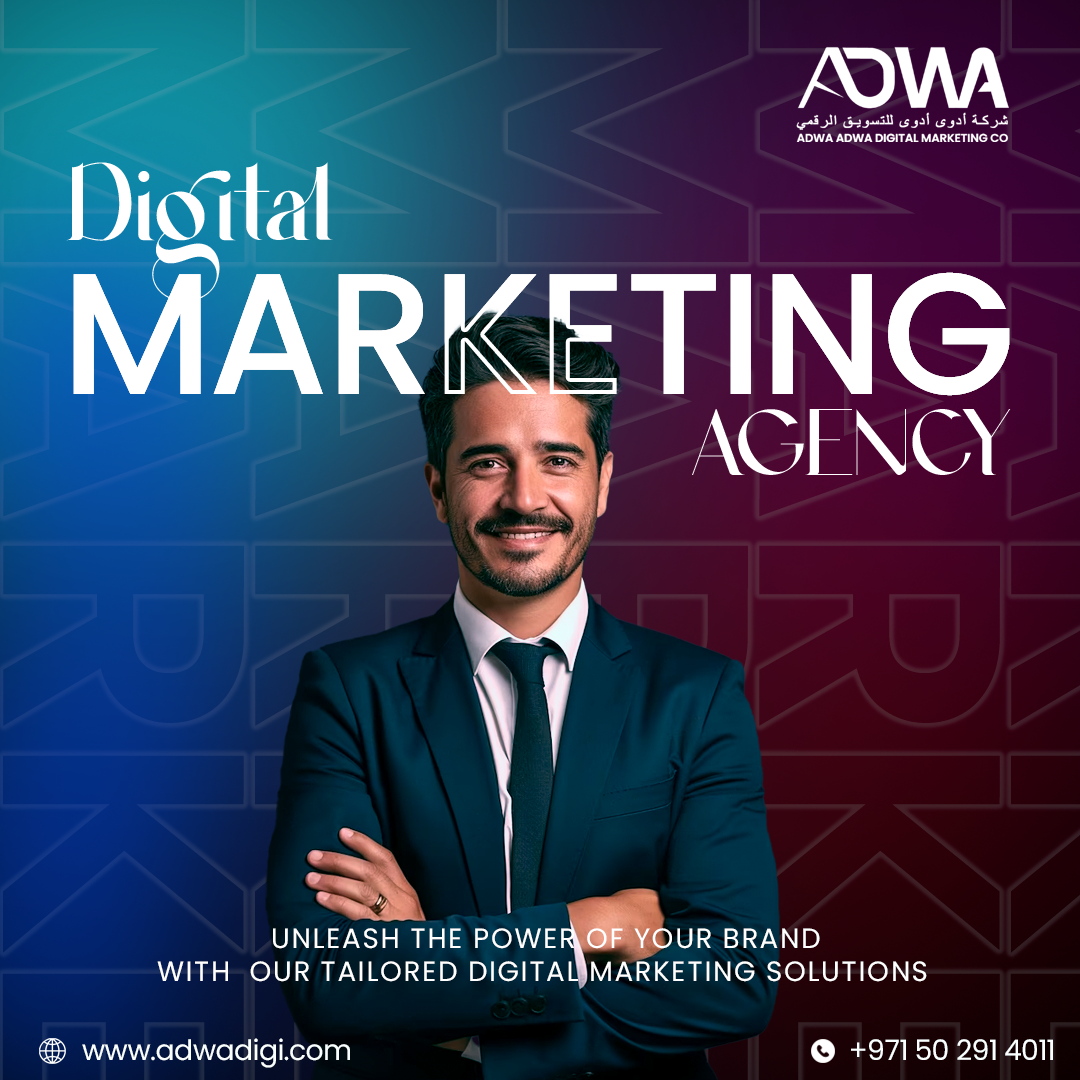 ADWA
شركة أدوى أدوى للتسويق الرقمي
ADWA ADWA DIGITAL MARKETING CO
Digital
MARKETING
AGENCY
UNLEASH THE POWER OF YOUR BRAND
WITH OUR TAILORED DIGITAL MARKETING SOLUTIONS
www.adwadigi.com
+971 50 291 4011